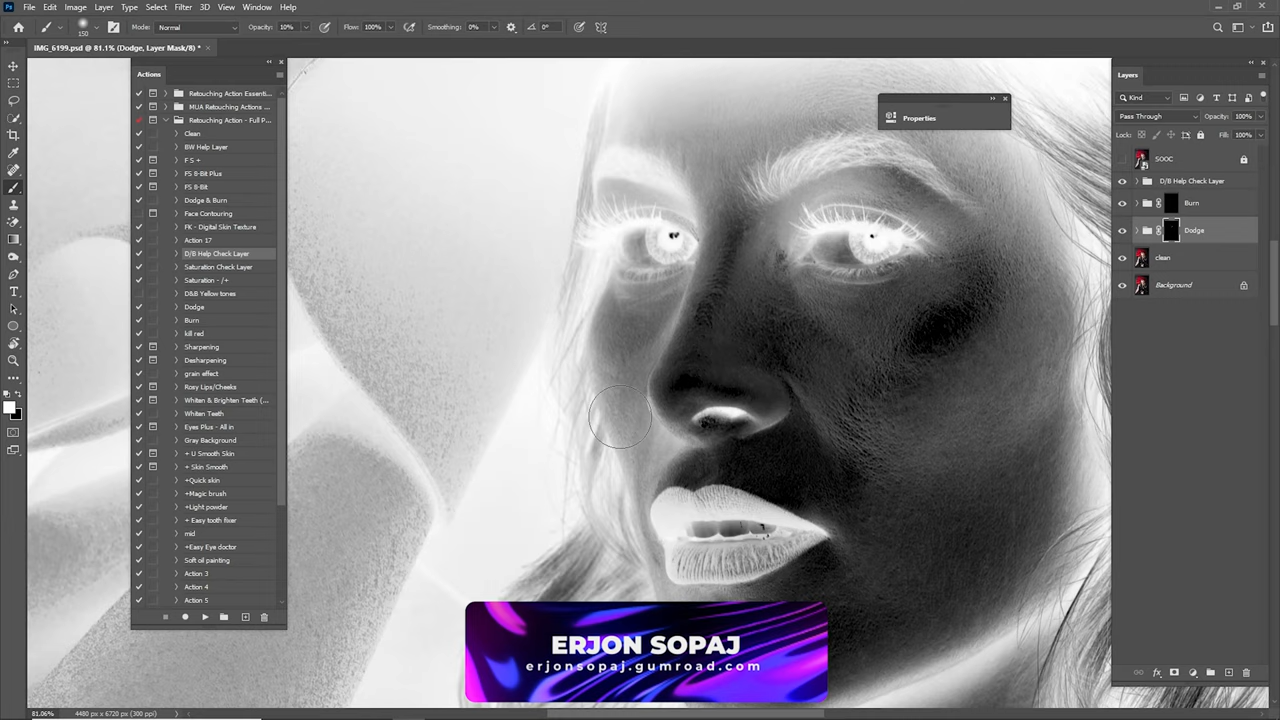 File Edit Image Layer Type Select Filter 3D View Window Help
150 Mode: Normal Opacity: 10% Flow: 100% Smoothing: 0% 0°
IMG_6199.psd @ 81.1% (Dodge, Layer Mask/8) *
Actions
Retouching Action Essenti...
MUA Retouching Actions ...
Retouching Action - Full P...
Clean
BW Help Layer
F S +
FS 8-Bit Plus
FS 8-Bit
Dodge & Burn
Face Contouring
FK - Digital Skin Texture
Action 17
D/B Help Check Layer
Saturation Check Layer
Saturation - /+
D&B Yellow tones
Dodge
Burn
kill red
Sharpening
Desharpening
grain effect
Rosy Lips/Cheeks
Whiten & Brighten Teeth (...
Whiten Teeth
Eyes Plus - All in
Gray Background
+ U Smooth Skin
+ Skin Smooth
+Quick skin
+Magic brush
+Light powder
+ Easy tooth fixer
mid
+Easy Eye doctor
Soft oil painting
Action 3
Action 4
Action 5
Properties
Layers
Kind
Pass Through Opacity: 100%
Lock: Fill: 100%
SOOC
D/B Help Check Layer
Burn
Dodge
clean
Background
ERJON SOPAJ
erjonsopaj.gumroad.com
81.06% 4480 px x 6720 px (300 ppi)